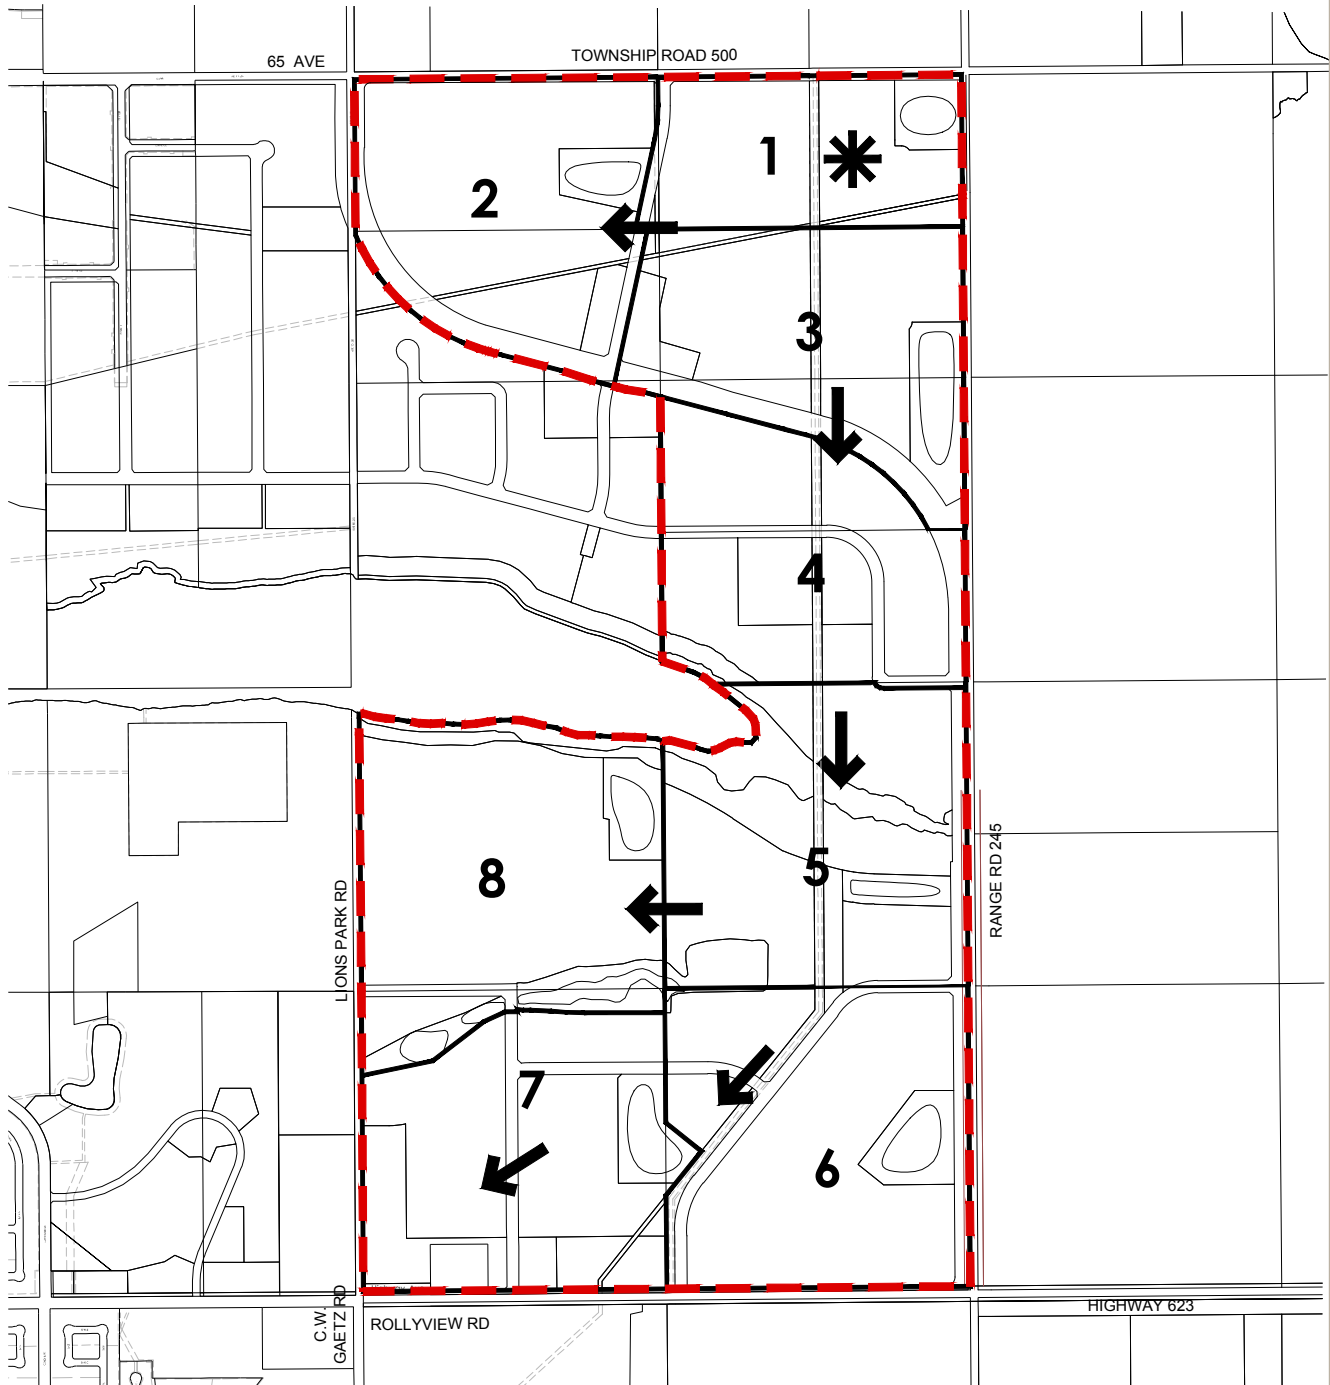 65 AVE
TOWNSHIP ROAD 500
1
2
3
4
5
8
LIONS PARK RD
RANGE RD 245
7
6
C.W.
GAETZ RD
ROLLYVIEW RD
HIGHWAY 623